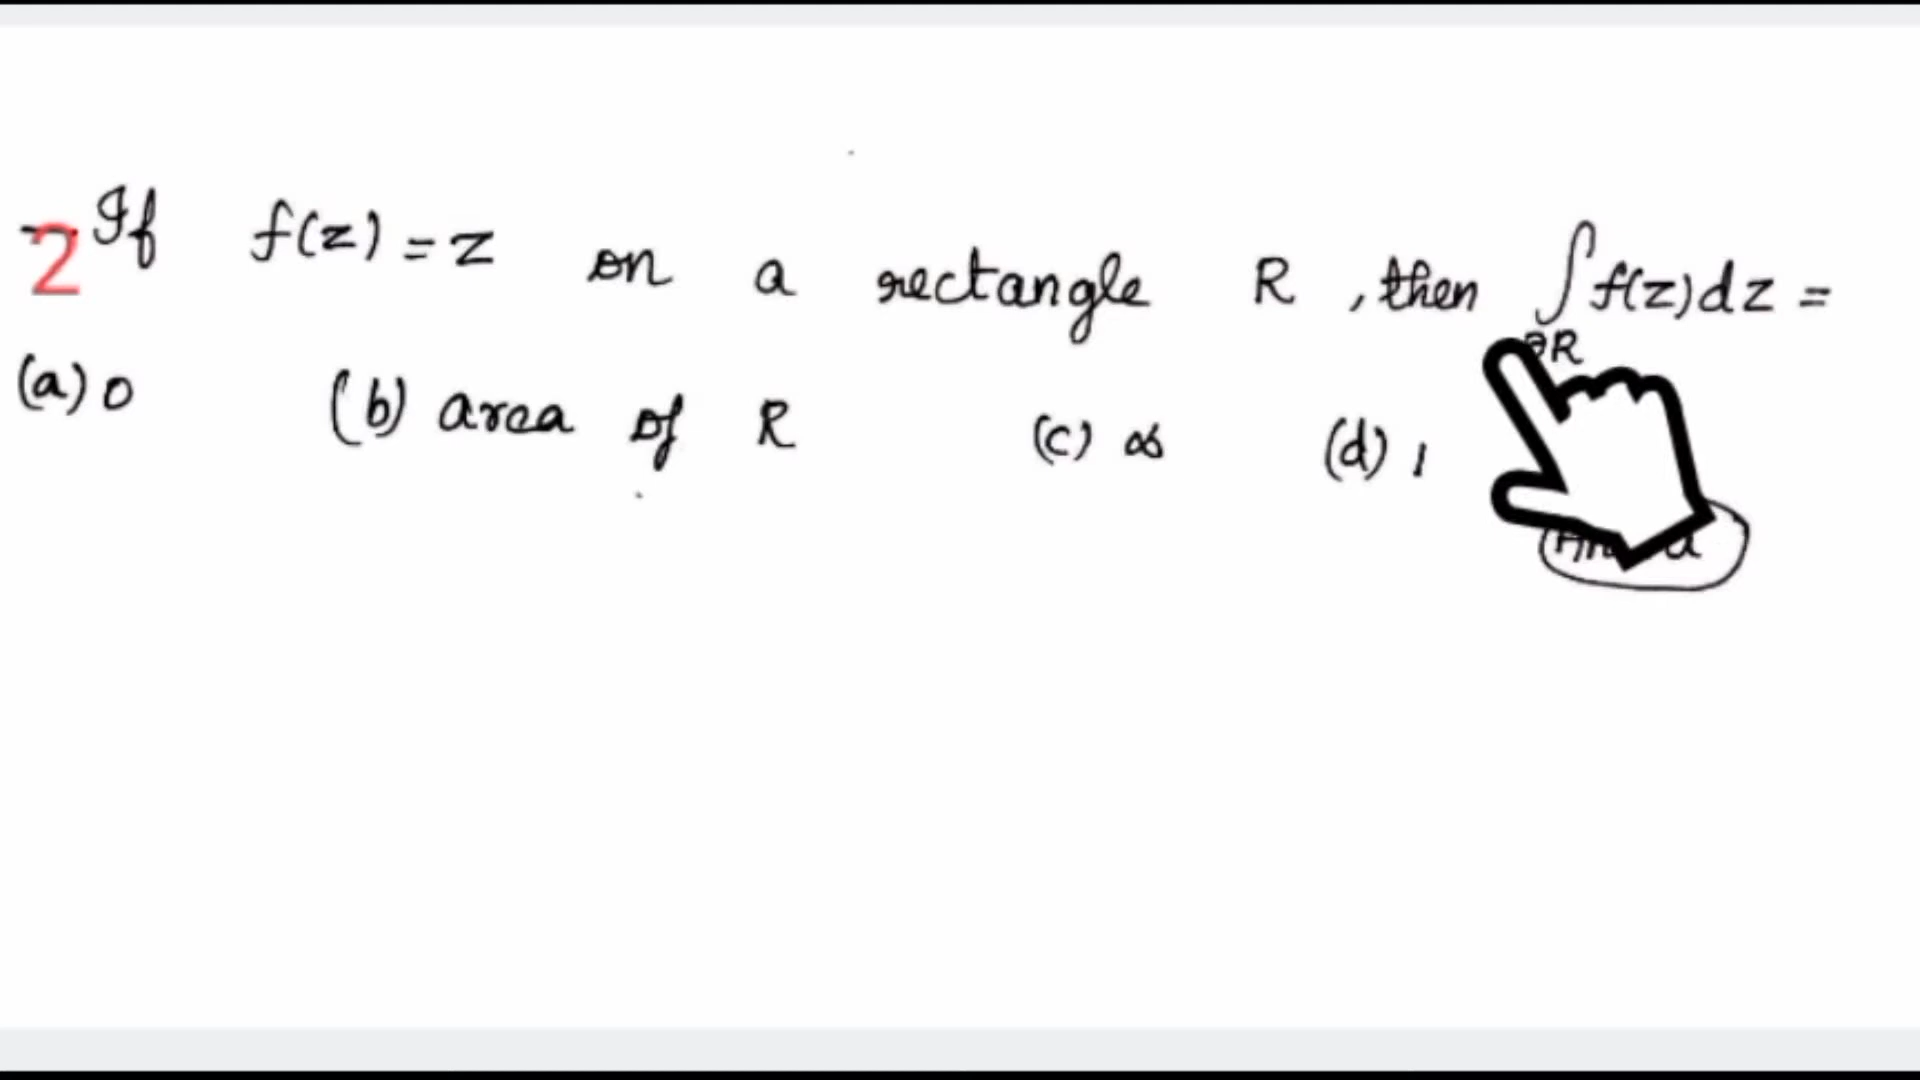 2 If f(z) = z on a rectangle R, then ∫ f(z)dz =
∂R
(a) 0 (b) area of R (c) ∞ (d) 1